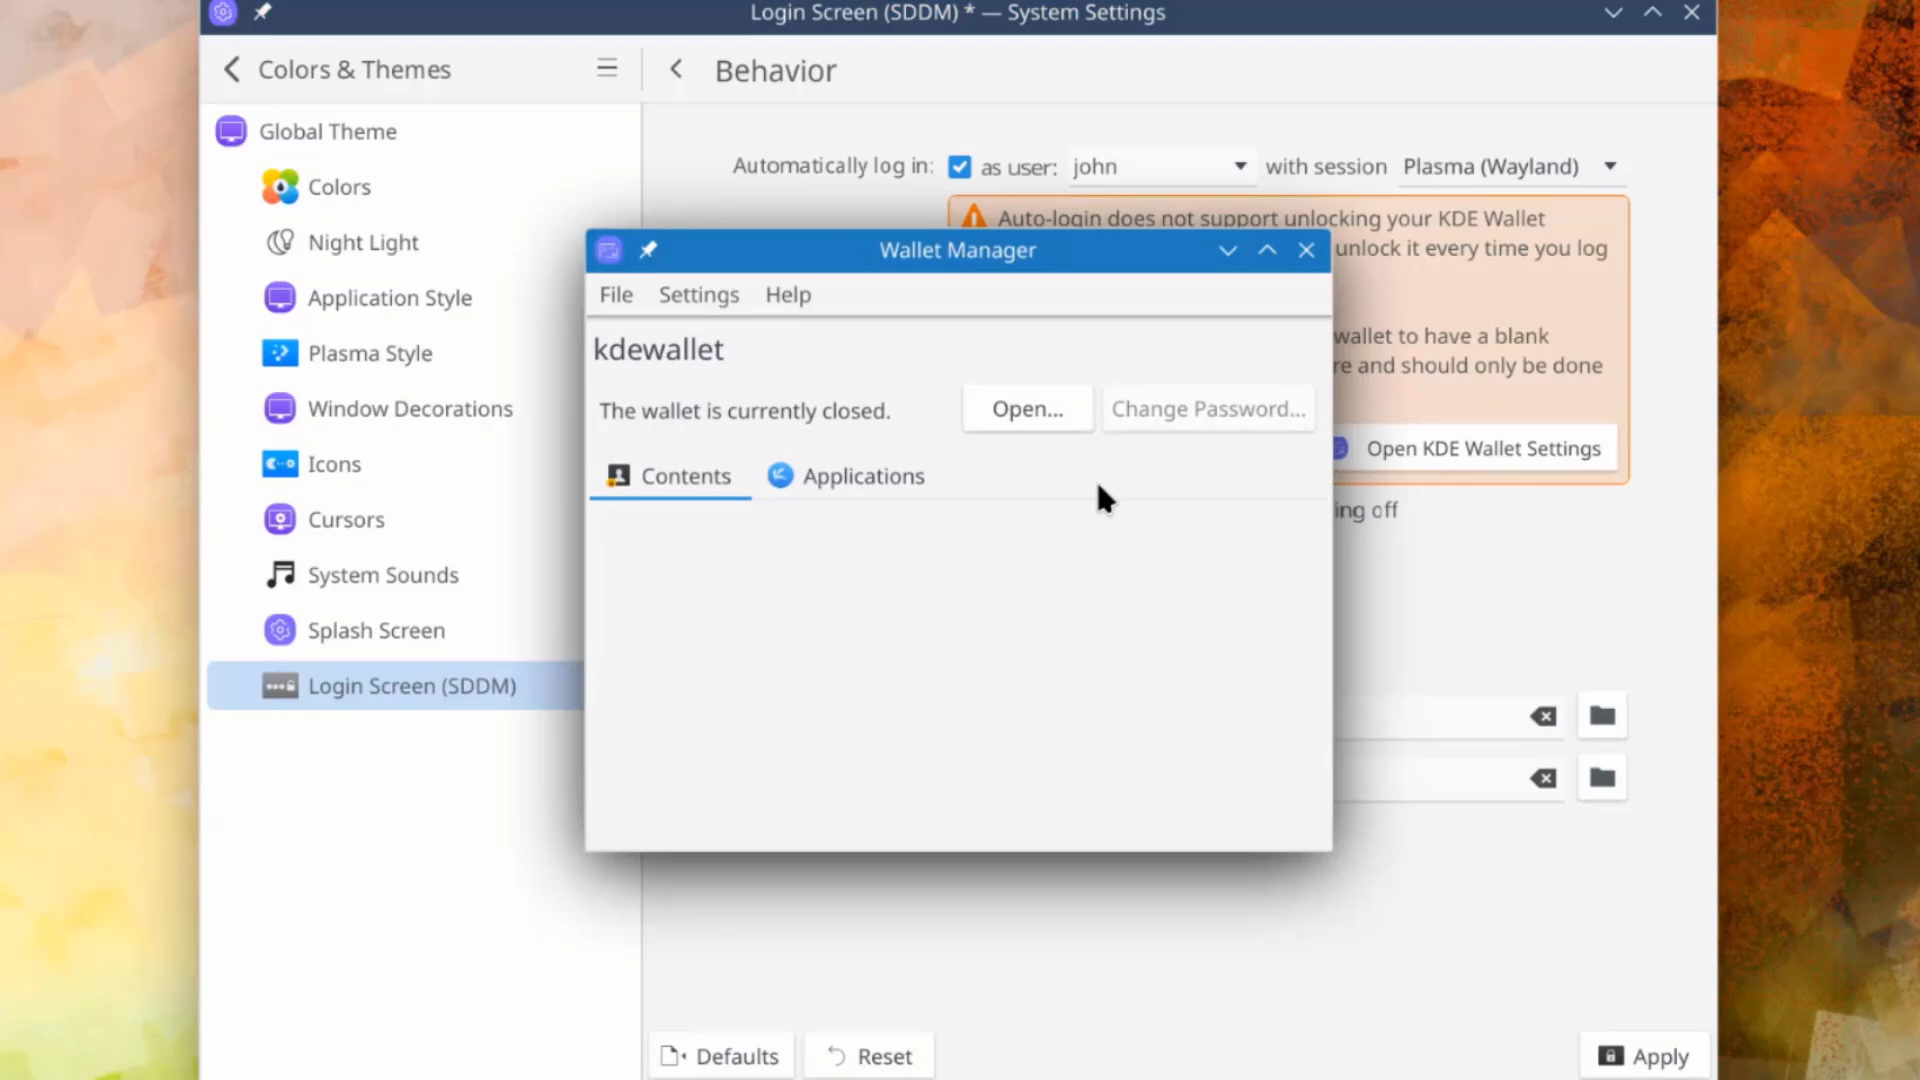 Login Screen (SDDM) * — System Settings
Colors & Themes
Behavior
Global Theme
Colors
Night Light
Application Style
Plasma Style
Window Decorations
Icons
Cursors
System Sounds
Splash Screen
Login Screen (SDDM)
Automatically log in: as user: john with session Plasma (Wayland)
Auto-login does not support unlocking your KDE Wallet
unlock it every time you log
wallet to have a blank
re and should only be done
Open KDE Wallet Settings
ing off
Wallet Manager
File Settings Help
kdewallet
The wallet is currently closed. Open... Change Password...
Contents Applications
Defaults Reset Apply